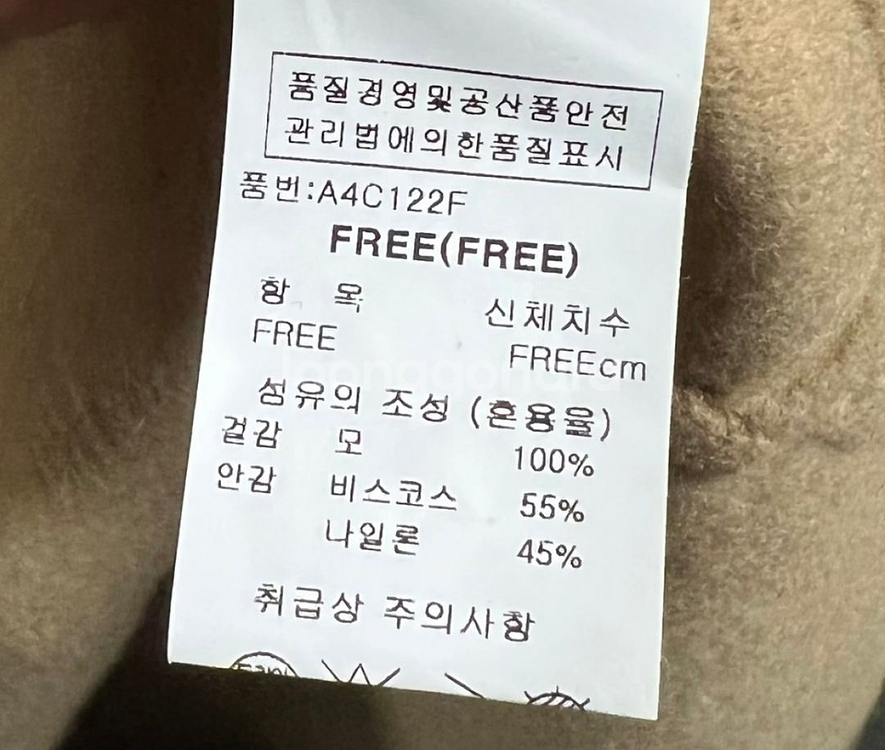 품질경영및공산품안전
관리법에의한품질표시
품번:A4C122F
FREE(FREE)
항 목 신체치수
FREE FREEcm
섬유의 조성 (혼용율)
겉감 모 100%
안감 비스코스 55%
나일론 45%
취급상 주의사항